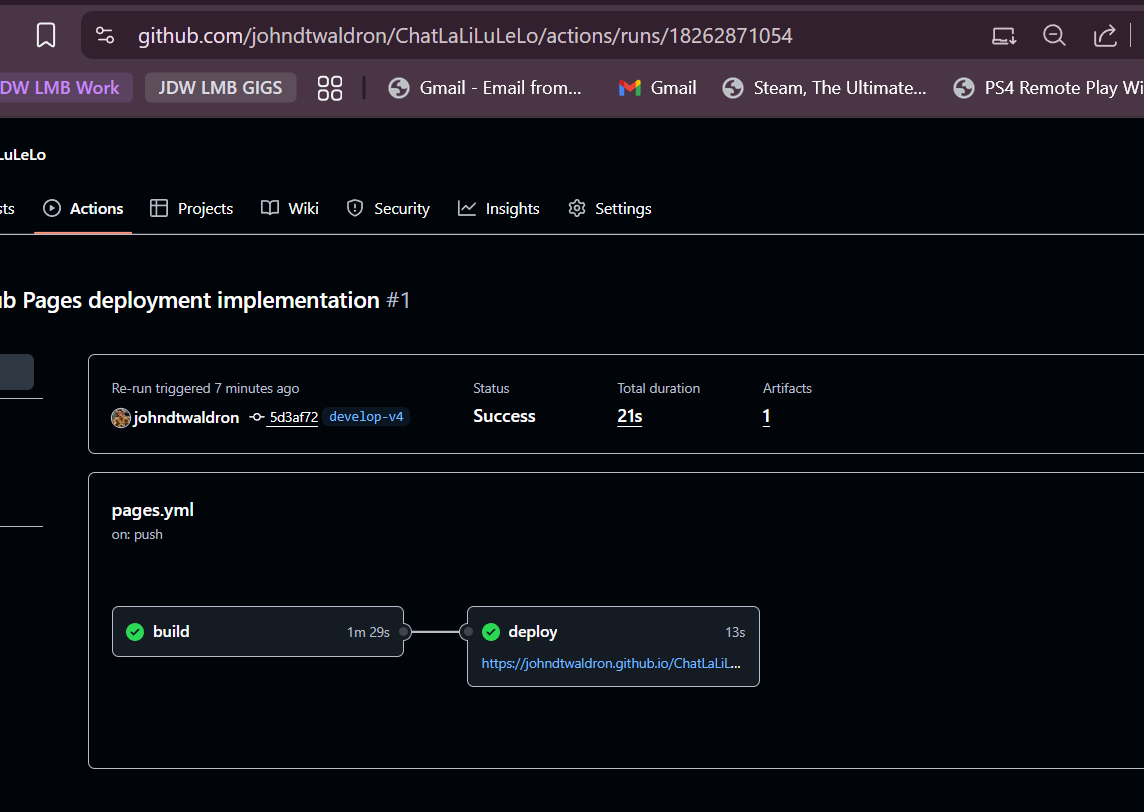 github.com/johndtwaldron/ChatLaLiLuLeLo/actions/runs/18262871054
DW LMB Work JDW LMB GIGS Gmail - Email from... Gmail Steam, The Ultimate... PS4 Remote Play Wi
LuLeLo
sts Actions Projects Wiki Security Insights Settings
ub Pages deployment implementation #1
Re-run triggered 7 minutes ago Status Total duration Artifacts
johndtwaldron 5d3af72 develop-v4 Success 21s 1
pages.yml
on: push
build 1m 29s deploy 13s
https://johndtwaldron.github.io/ChatLaLiL...